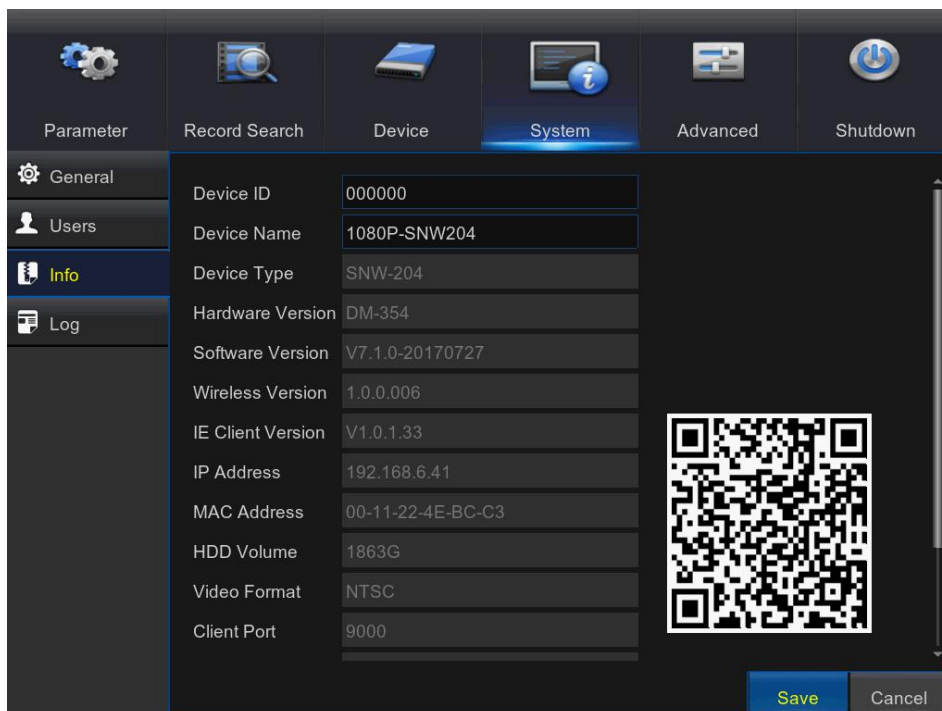 Parameter Record Search Device System Advanced Shutdown
General
Users
Info
Log
Device ID 000000
Device Name 1080P-SNW204
Device Type SNW-204
Hardware Version DM-354
Software Version V7.1.0-20170727
Wireless Version 1.0.0.006
IE Client Version V1.0.1.33
IP Address 192.168.6.41
MAC Address 00-11-22-4E-BC-C3
HDD Volume 1863G
Video Format NTSC
Client Port 9000
Save Cancel